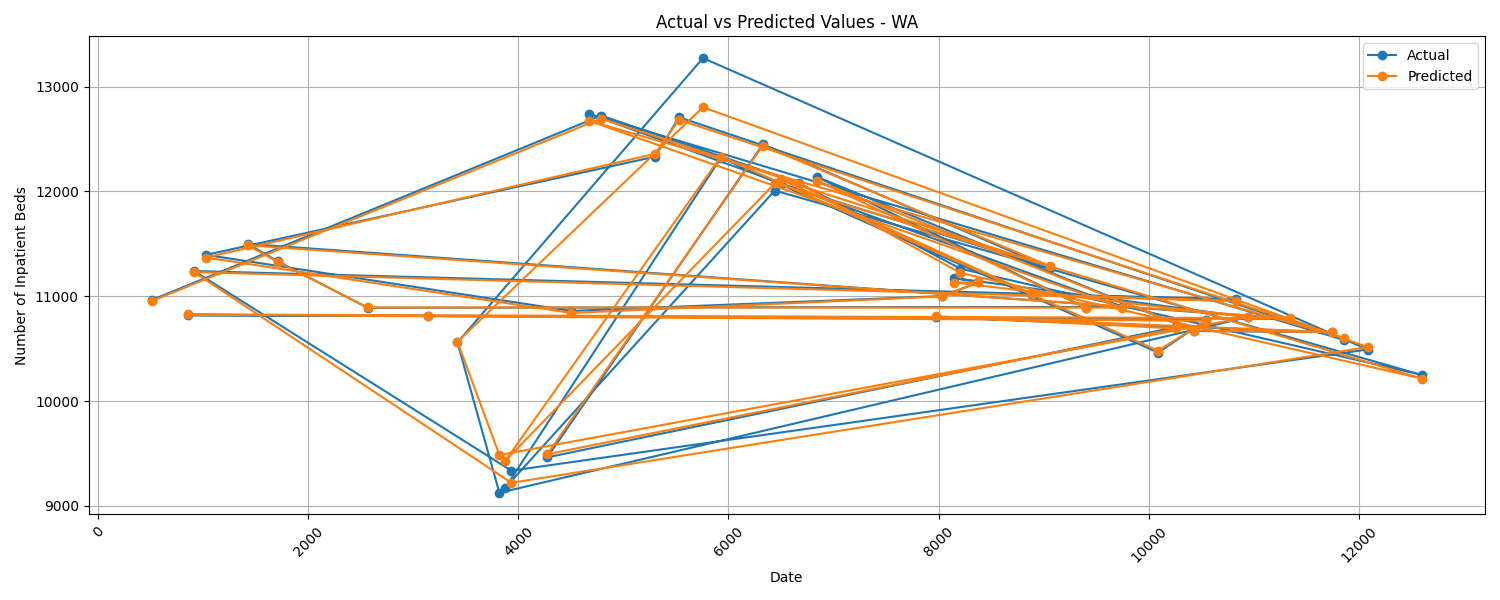 Actual vs Predicted Values - WA
Actual
Predicted
Number of Inpatient Beds
13000
12000
11000
10000
9000
0
2000
4000
6000
8000
10000
12000
Date